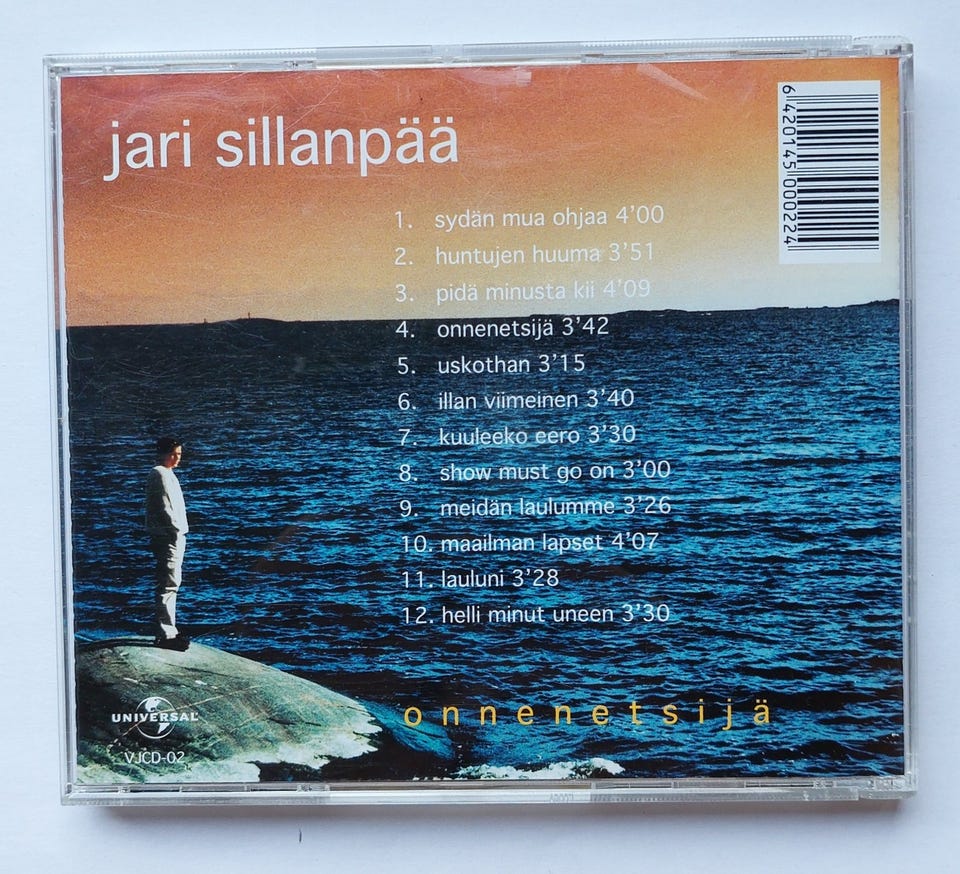 jari sillanpää
6 420145 000224
1. sydän mua ohjaa 4'00
2. huntujen huuma 3'51
3. pidä minusta kii 4'09
4. onnenetsijä 3'42
5. uskothan 3'15
6. illan viimeinen 3'40
7. kuuleeko eero 3'30
8. show must go on 3'00
9. meidän laulumme 3'26
10. maailman lapset 4'07
11. lauluni 3'28
12. helli minut uneen 3'30
onnenetsijä
UNIVERSAL
VJCD-02